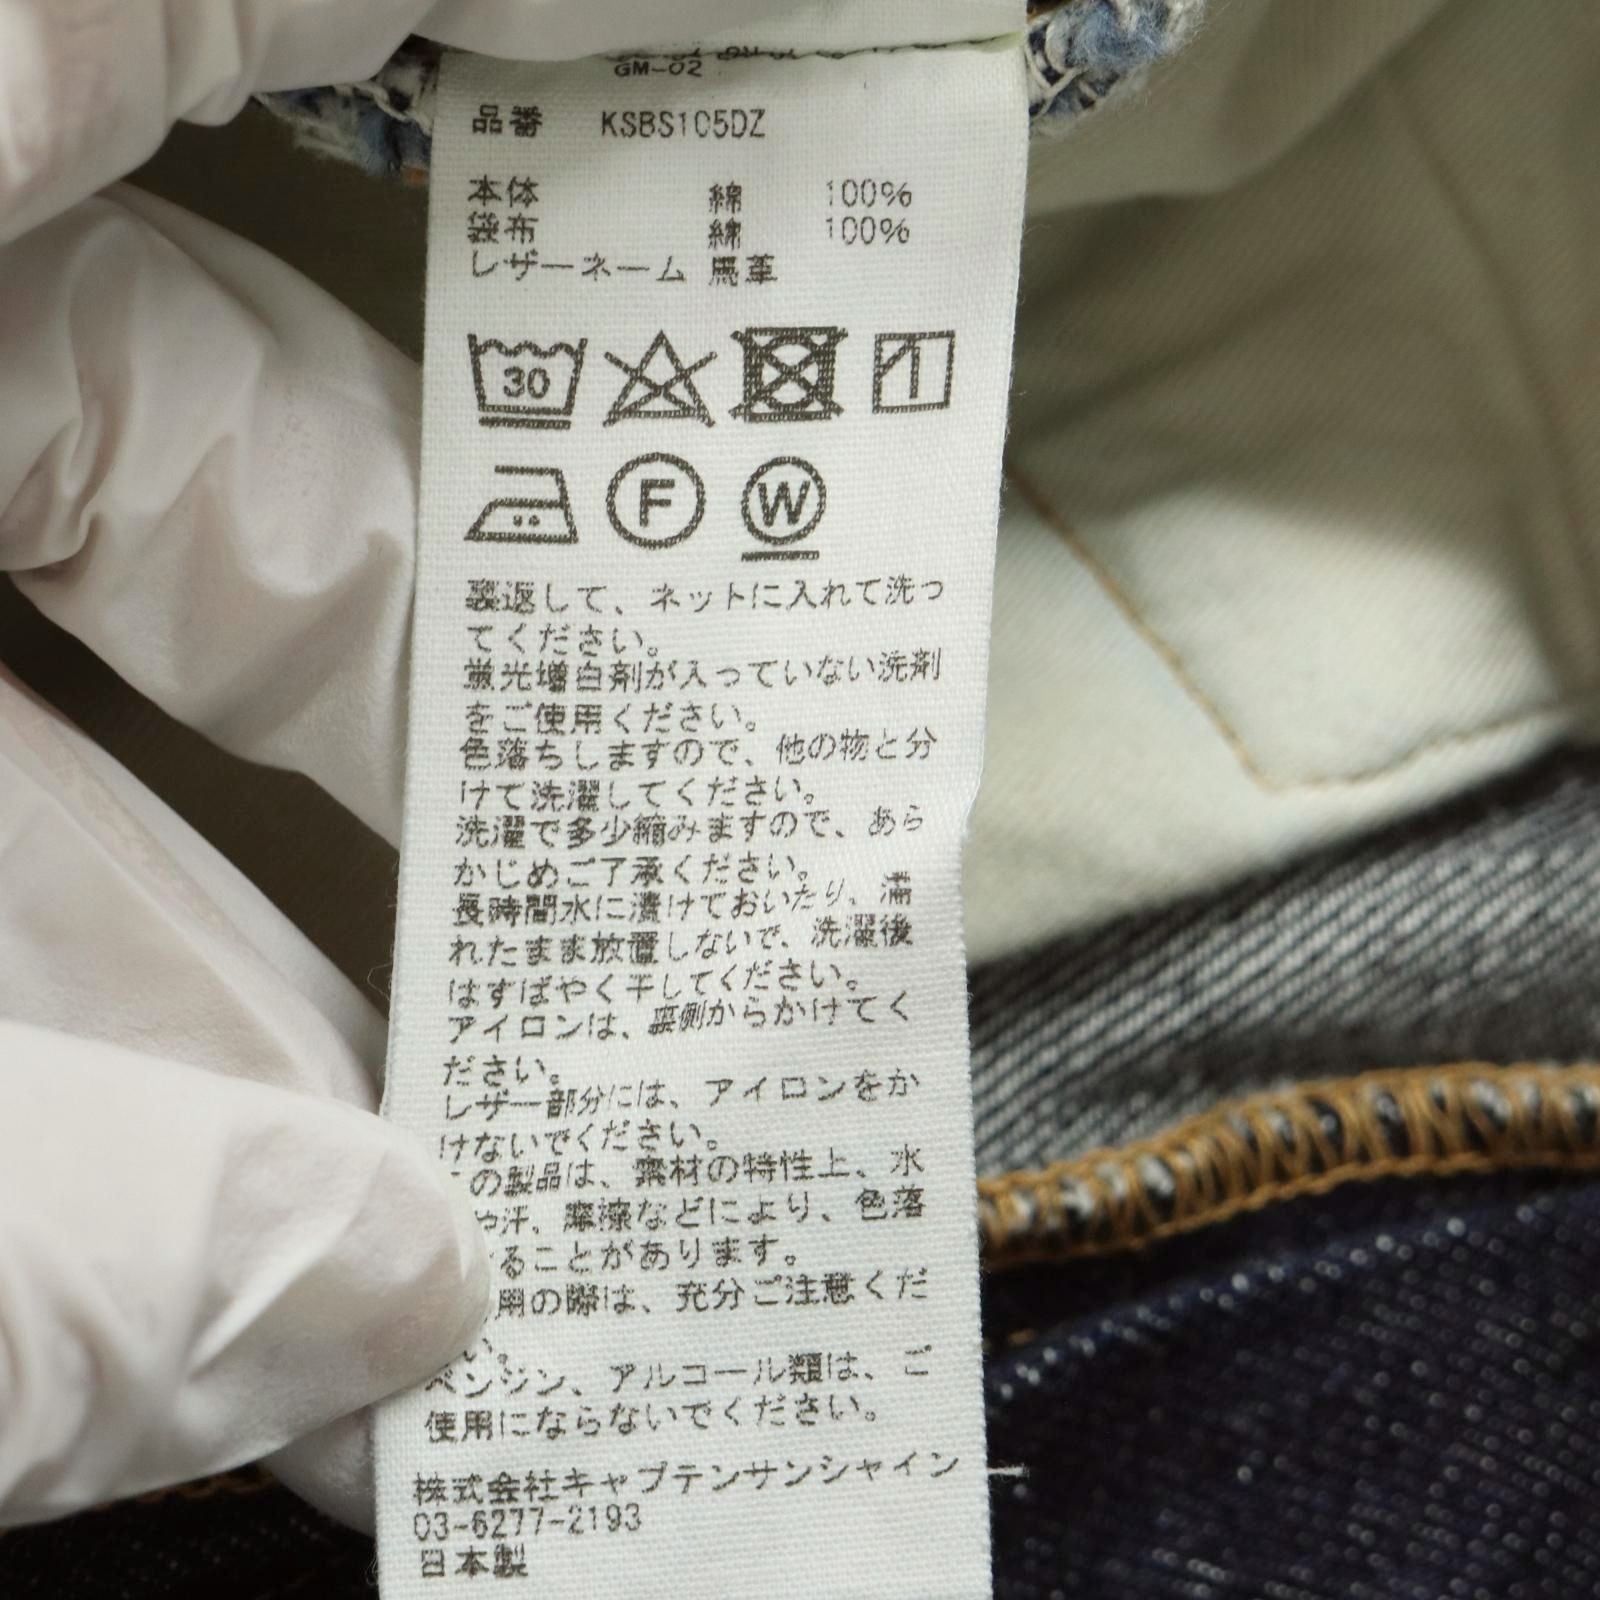 GM-02
品番 KSBS105DZ
本体 綿 100%
袋布 綿 100%
レザーネーム 馬革
30
F
W
裏返して、ネットに入れて洗っ
てください。
蛍光増白剤が入っていない洗剤
をご使用ください。
色落ちしますので、他の物と分
けて洗濯してください。
洗濯で多少縮みますので、あら
かじめご了承ください。
長時間水に漬けておいたり、濡
れたまま放置しないで、洗濯後
はすばやく干してください。
アイロンは、裏側からかけてく
ださい。
レザー部分には、アイロンをか
けないでください。
の製品は、素材の特性上、水
や汗、摩擦などにより、色落
ることがあります。
用の際は、充分ご注意くだ
い。
ベンジン、アルコール類は、ご
使用にならないでください。
株式会社キャプテンサンシャイン
03-6277-2193
日本製